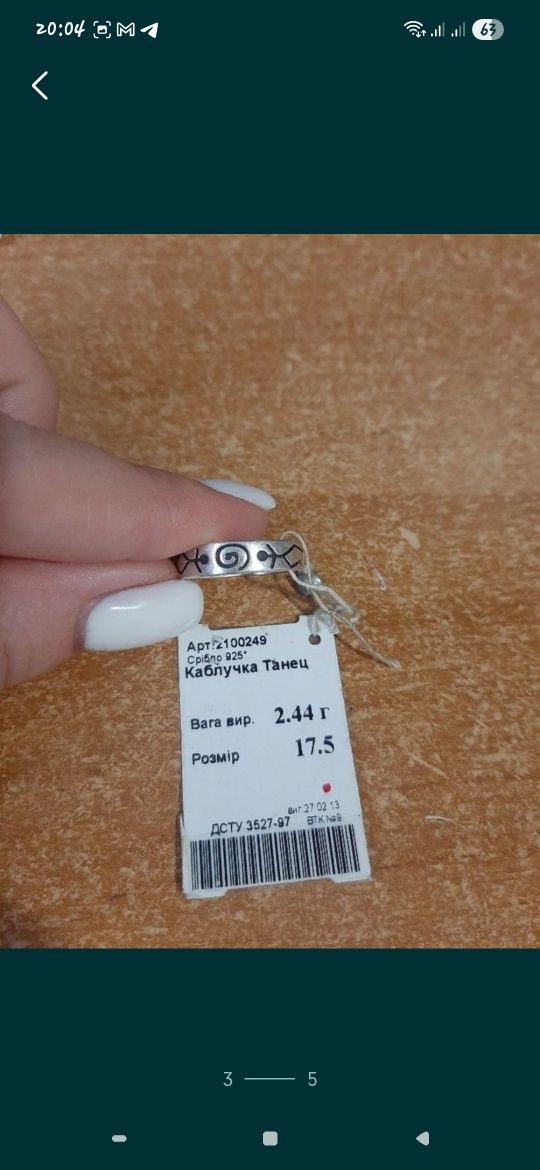 20:04
63
Арт:2100249
Срібло 925°
Каблучка Танец
Вага вир. 2.44 г
Розмір 17.5
виг.27.02.13
ДСТУ 3527-97 ВТК №9
3 5